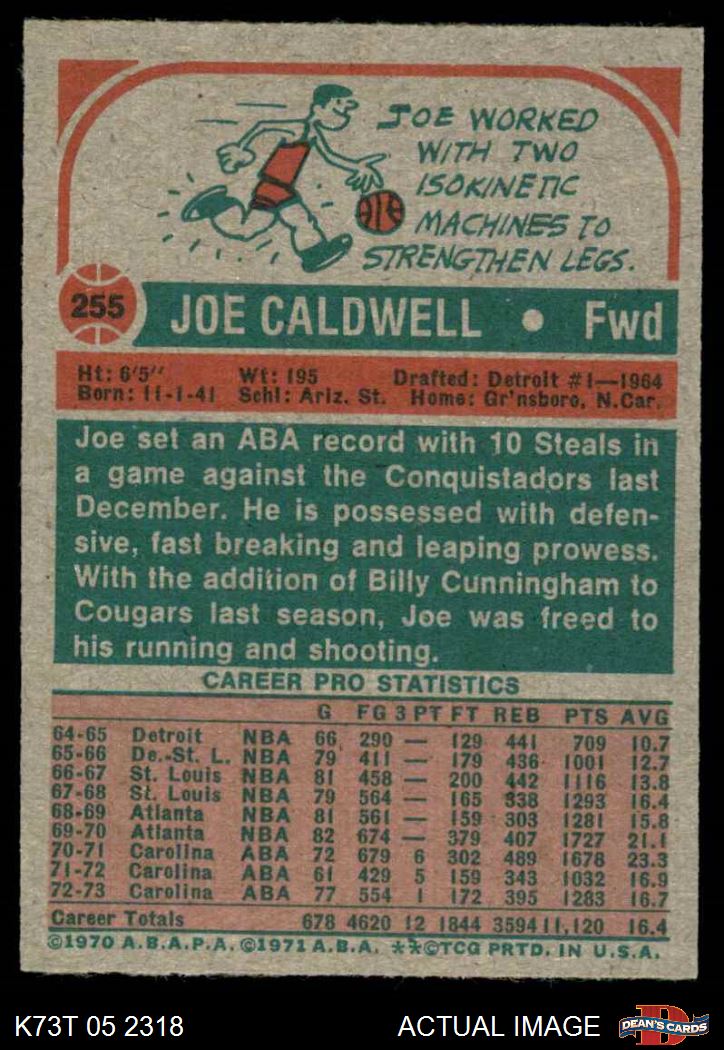 JOE WORKED
WITH TWO
ISOKINETIC
MACHINES TO
STRENGTHEN LEGS.
255 JOE CALDWELL • Fwd
Ht: 6'5" Wt: 195 Drafted: Detroit #1—1964
Born: 11-1-41 Schl: Ariz. St. Home: Gr'nsboro, N.Car.
Joe set an ABA record with 10 Steals in
a game against the Conquistadors last
December. He is possessed with defen-
sive, fast breaking and leaping prowess.
With the addition of Billy Cunningham to
Cougars last season, Joe was freed to
his running and shooting.
CAREER PRO STATISTICS
G FG 3 PT FT REB PTS AVG
64-65 Detroit NBA 66 290 — 129 441 709 10.7
65-66 De.-St. L. NBA 79 411 — 179 436 1001 12.7
66-67 St. Louis NBA 81 458 — 200 442 1116 13.8
67-68 St. Louis NBA 79 564 — 165 338 1293 16.4
68-69 Atlanta NBA 81 561 — 159 303 1281 15.8
69-70 Atlanta NBA 82 674 — 379 407 1727 21.1
70-71 Carolina ABA 72 679 6 302 489 1678 23.3
71-72 Carolina ABA 61 429 5 159 343 1032 16.9
72-73 Carolina ABA 77 554 1 172 395 1283 16.7
Career Totals 678 4620 12 1844 3594 11,120 16.4
©1970 A.B.A.P.A. ©1971 A.B.A. **©TCG PRTD. IN U.S.A.
K73T 05 2318 ACTUAL IMAGE D DEAN'S CARDS